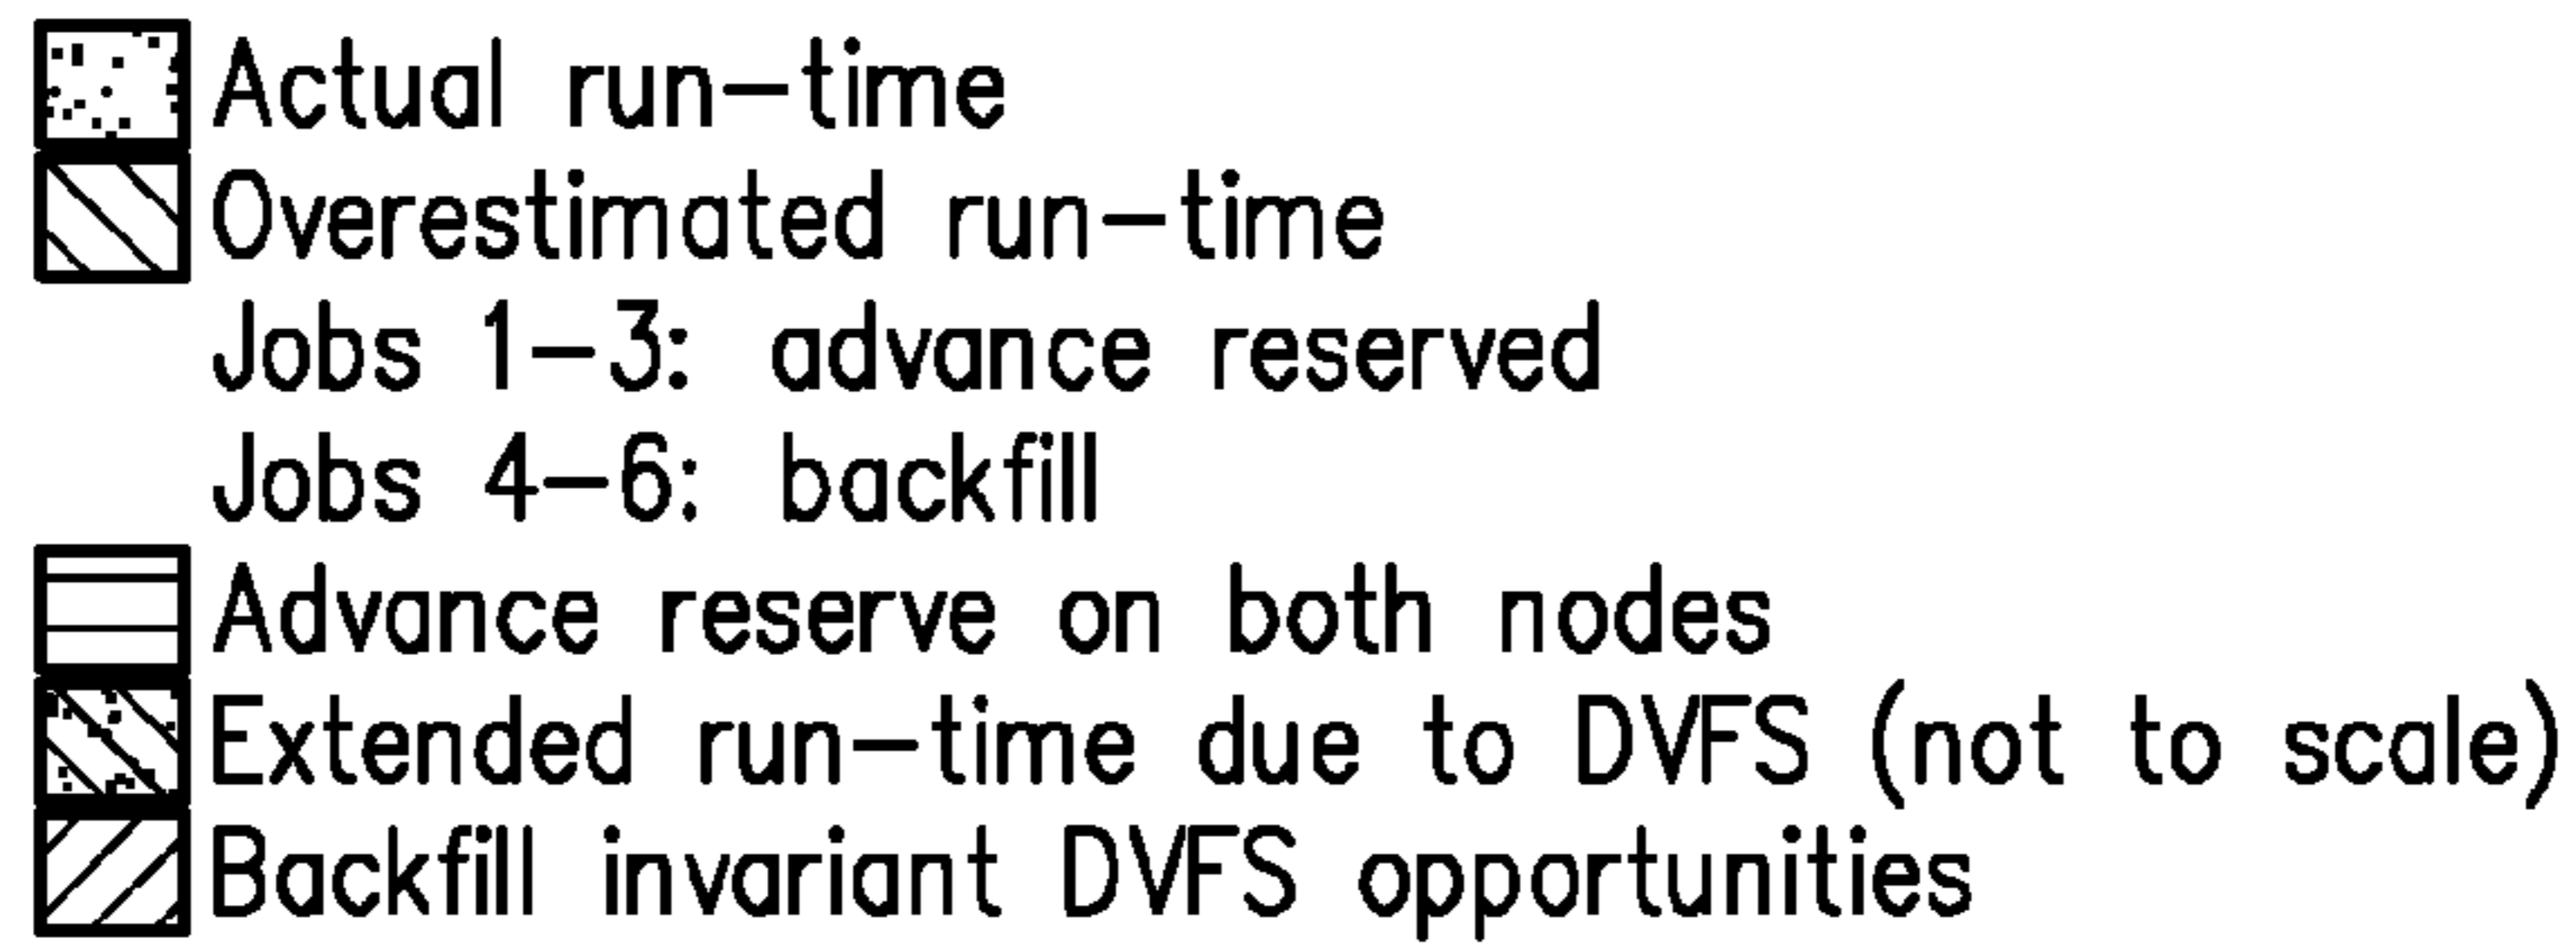 Actual run-time
Overestimated run-time
Jobs 1-3: advance reserved
Jobs 4-6: backfill
Advance reserve on both nodes
Extended run-time due to DVFS (not to scale)
Backfill invariant DVFS opportunities